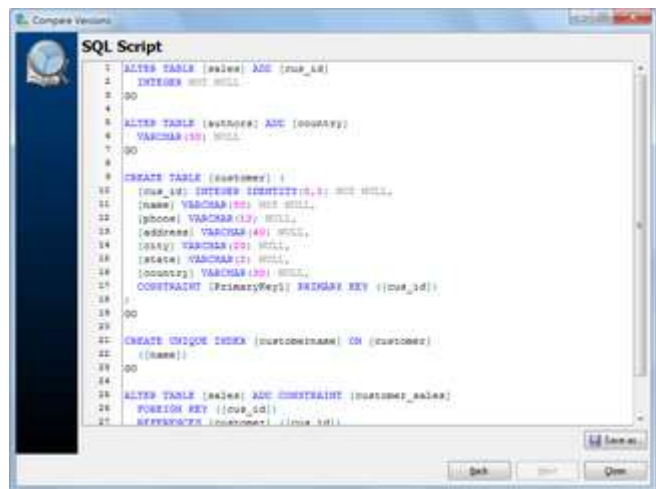 Compare Versions
SQL Script
1 ALTER TABLE [sales] ADD [cus_id]
2 INTEGER NOT NULL
3 GO
4
5 ALTER TABLE [authors] ADD [country]
6 VARCHAR(30) NULL
7 GO
8
9 CREATE TABLE [customer] (
10 [cus_id] INTEGER IDENTITY(0,1) NOT NULL,
11 [name] VARCHAR(50) NOT NULL,
12 [phone] VARCHAR(12) NULL,
13 [address] VARCHAR(40) NULL,
14 [city] VARCHAR(20) NULL,
15 [state] VARCHAR(2) NULL,
16 [country] VARCHAR(30) NULL,
17 CONSTRAINT [PrimaryKey1] PRIMARY KEY ([cus_id])
18 )
19 GO
20
21 CREATE UNIQUE INDEX [customername] ON [customer]
22 ([name])
23 GO
24
25 ALTER TABLE [sales] ADD CONSTRAINT [customer_sales]
26 FOREIGN KEY ([cus_id])
27 REFERENCES [customer] ([cus_id])
Save as...
Back
Next
Close